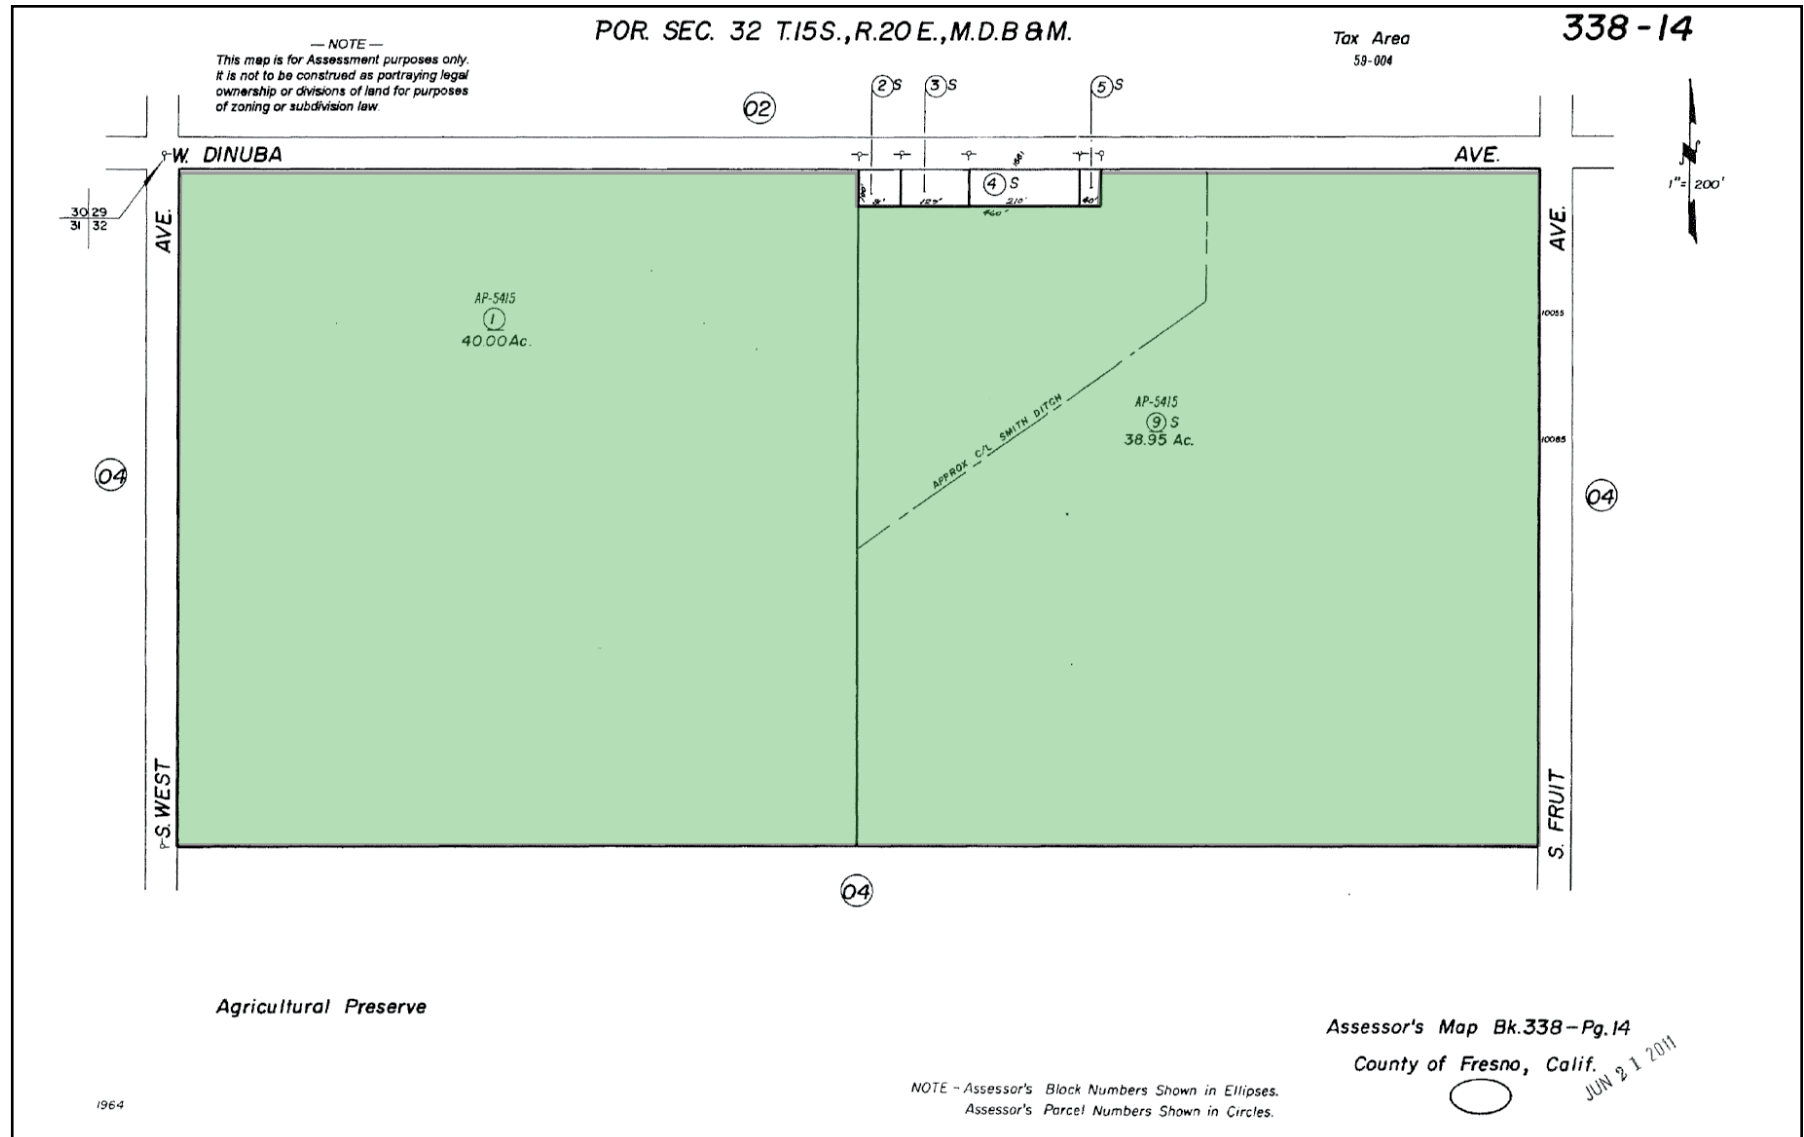 POR. SEC. 32 T.15S.,R.20E.,M.D.B&M.
338-14
Tax Area
59-004
— NOTE —
This map is for Assessment purposes only.
It is not to be construed as portraying legal
ownership or divisions of land for purposes
of zoning or subdivision law.
2 S
3 S
5 S
02
W. DINUBA
AVE.
4 S
125'
210'
40'
460'
1"= 200'
30 29
31 32
AVE.
AVE.
AP-5415
1
40.00 Ac.
10055
AP-5415
9 S
38.95 Ac.
10085
APPROX C/L SMITH DITCH
04
04
S. WEST
S. FRUIT
04
Agricultural Preserve
Assessor's Map Bk.338-Pg.14
County of Fresno, Calif.
JUN 21 2011
NOTE - Assessor's Block Numbers Shown in Ellipses.
Assessor's Parcel Numbers Shown in Circles.
1964